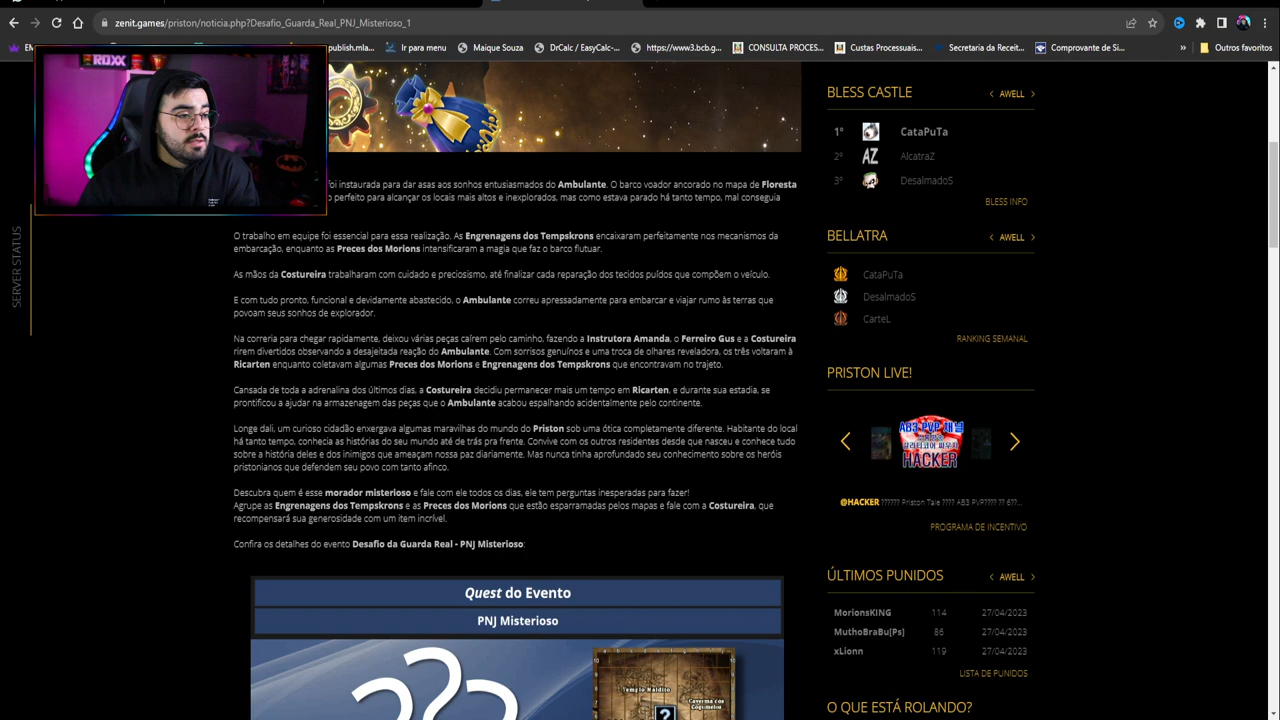 zenit.games/priston/noticia.php?Desafio_Guarda_Real_PNJ_Misterioso_1
publish.mla...
Ir para menu
Maique Souza
DrCalc / EasyCalc-...
https://www3.bcb.g...
CONSULTA PROCES...
Custas Processuais...
Secretaria da Receit...
Comprovante de Si...
»
Outros favoritos
ROXX
SERVER STATUS
foi instaurada para dar asas aos sonhos entusiasmados do Ambulante. O barco voador ancorado no mapa de Floresta
o perfeito para alcançar os locais mais altos e inexplorados, mas como estava parado há tanto tempo, mal conseguia
O trabalho em equipe foi essencial para essa realização. As Engrenagens dos Tempskrons encaixaram perfeitamente nos mecanismos da
embarcação, enquanto as Preces dos Morions intensificaram a magia que faz o barco flutuar.
As mãos da Costureira trabalharam com cuidado e preciosismo, até finalizar cada reparação dos tecidos puídos que compõem o veículo.
E com tudo pronto, funcional e devidamente abastecido, o Ambulante correu apressadamente para embarcar e viajar rumo às terras que
povoam seus sonhos de explorador.
Na correria para chegar rapidamente, deixou várias peças caírem pelo caminho, fazendo a Instrutora Amanda, o Ferreiro Gus e a Costureira
rirem divertidos observando a desajeitada reação do Ambulante. Com sorrisos genuínos e uma troca de olhares reveladora, os três voltaram à
Ricarten enquanto coletavam algumas Preces dos Morions e Engrenagens dos Tempskrons que encontravam no trajeto.
Cansada de toda a adrenalina dos últimos dias, a Costureira decidiu permanecer mais um tempo em Ricarten, e durante sua estadia, se
prontificou a ajudar na armazenagem das peças que o Ambulante acabou espalhando acidentalmente pelo continente.
Longe dali, um curioso cidadão enxergava algumas maravilhas do mundo do Priston sob uma ótica completamente diferente. Habitante do local
há tanto tempo, conhecia as histórias do seu mundo até de trás pra frente. Convive com os outros residentes desde que nasceu e conhece tudo
sobre a história deles e dos inimigos que ameaçam nossa paz diariamente. Mas nunca tinha aprofundado seu conhecimento sobre os heróis
pristonianos que defendem seu povo com tanto afinco.
Descubra quem é esse morador misterioso e fale com ele todos os dias, ele tem perguntas inesperadas para fazer!
Agrupe as Engrenagens dos Tempskrons e as Preces dos Morions que estão esparramadas pelos mapas e fale com a Costureira, que
recompensará sua generosidade com um item incrível.
Confira os detalhes do evento Desafio da Guarda Real - PNJ Misterioso:
Quest do Evento
PNJ Misterioso
???
Templo Maldito
Caverna dos
Cogumelos
?
BLESS CASTLE
< AWELL >
1º CataPuTa
2º AZ AlcatraZ
3º DesalmadoS
BLESS INFO
BELLATRA
< AWELL >
CataPuTa
DesalmadoS
CarteL
RANKING SEMANAL
PRISTON LIVE!
AB3 PVP 채널
HACKER
@HACKER ?????? Priston Tale ???? AB3 PVP???? ?? 6??...
PROGRAMA DE INCENTIVO
ÚLTIMOS PUNIDOS
< AWELL >
MorionsKING 114 27/04/2023
MuthoBraBu[Ps] 86 27/04/2023
xLionn 119 27/04/2023
LISTA DE PUNIDOS
O QUE ESTÁ ROLANDO?